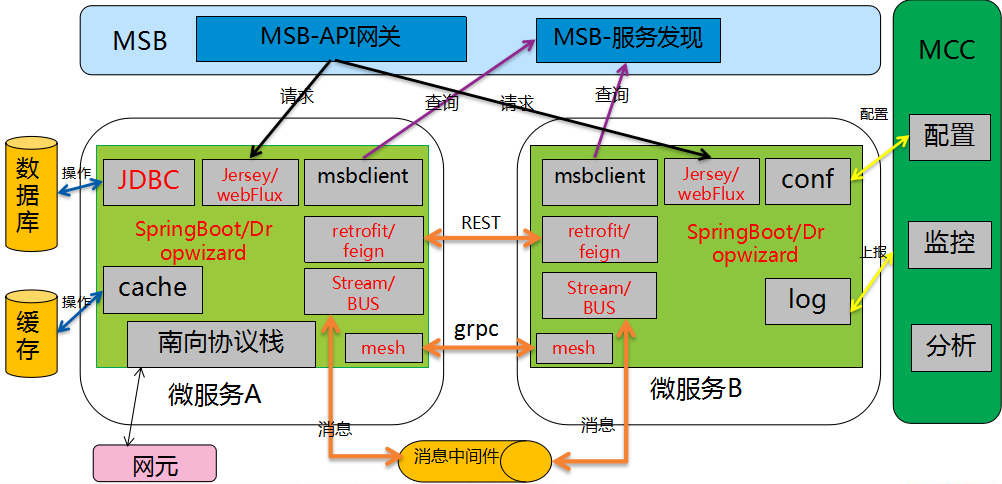 MSB
MSB-API网关
MSB-服务发现
MCC
请求
查询
请求
查询
配置
配置
数
据
库
操作
JDBC
Jersey/
webFlux
msbclient
msbclient
Jersey/
webFlux
conf
SpringBoot/Dr
opwizard
retrofit/
feign
REST
retrofit/
feign
SpringBoot/Dr
opwizard
上报
监控
缓
存
操作
cache
Stream/
BUS
Stream/
BUS
log
南向协议栈
mesh
grpc
mesh
分析
微服务A
微服务B
消息
消息
网元
消息中间件